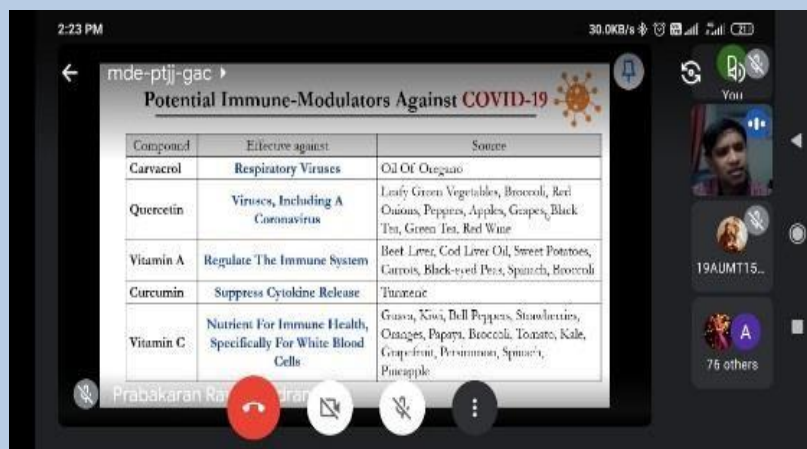 2:23 PM
30.0KB/s
21
mde-ptjj-gac
Potential Immune-Modulators Against COVID-19
Compound Effective against Source
Carvacrol Respiratory Viruses Oil Of Oregano
Quercetin Viruses, Including A Coronavirus
Leafy Green Vegetables, Broccoli, Red
Onions, Peppers, Apples, Grapes, Black
Tea, Green Tea, Red Wine
Vitamin A Regulate The Immune System
Beef Liver, Cod Liver Oil, Sweet Potatoes,
Carrots, Black-eyed Peas, Spinach, Broccoli
Curcumin Suppress Cytokine Release Tumeric
Vitamin C
Nutrient For Immune Health,
Specifically For White Blood
Cells
Guava, Kiwi, Bell Peppers, Strawberries,
Oranges, Papaya, Broccoli, Tomato, Kale,
Grapefruit, Persimmon, Spinach,
Pineapple
Prabakaran
You
19AUMT15...
A
76 others